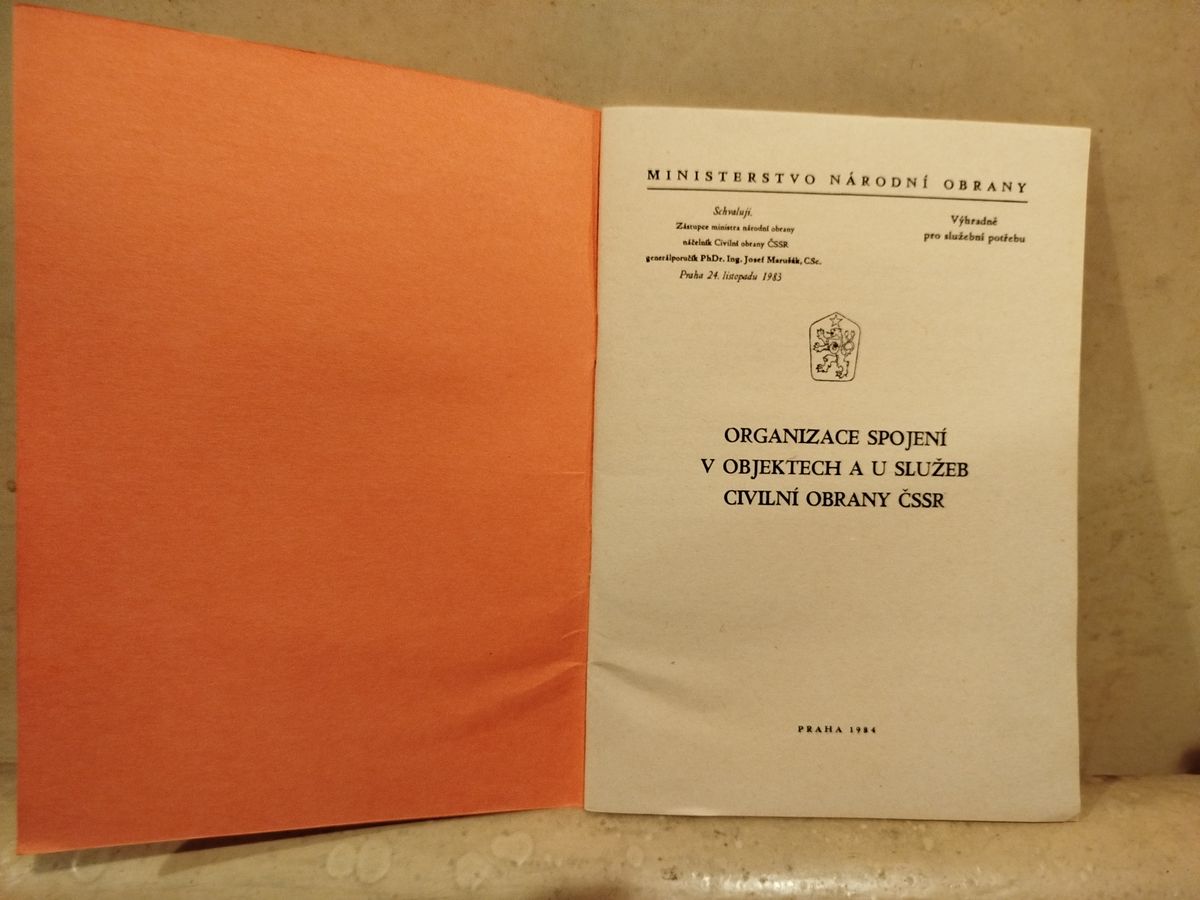 MINISTERSTVO NÁRODNÍ OBRANY
Schvaluji.
Zástupce ministra národní obrany
náčelník Civilní obrany ČSSR
generálporučík PhDr. Ing. Josef Marušák, CSc.
Praha 24. listopadu 1983
Výhradně
pro služební potřebu
ORGANIZACE SPOJENÍ
V OBJEKTECH A U SLUŽEB
CIVILNÍ OBRANY ČSSR
PRAHA 1984